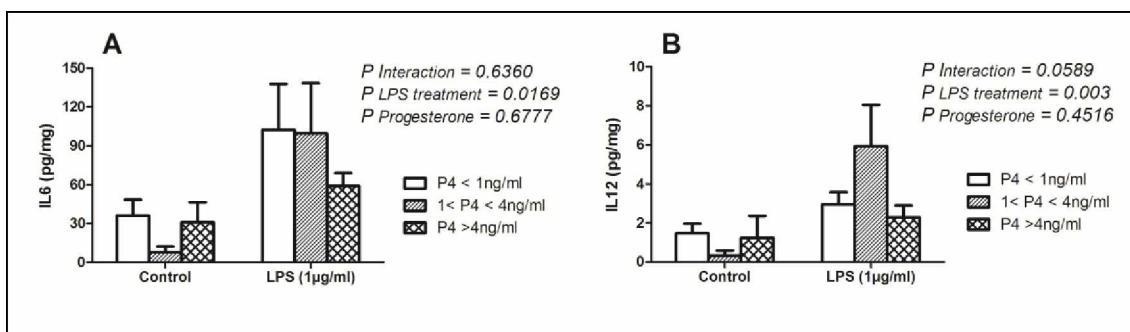 A
150
120
90
60
30
0
IL6 (pg/mg)
Control
LPS (1µg/ml)
P Interaction = 0.6360
P LPS treatment = 0.0169
P Progesterone = 0.6777
P4 < 1ng/ml
1< P4 < 4ng/ml
P4 >4ng/ml
B
10
8
6
4
2
0
IL12 (pg/mg)
Control
LPS (1µg/ml)
P Interaction = 0.0589
P LPS treatment = 0.003
P Progesterone = 0.4516
P4 < 1ng/ml
1< P4 < 4ng/ml
P4 >4ng/ml